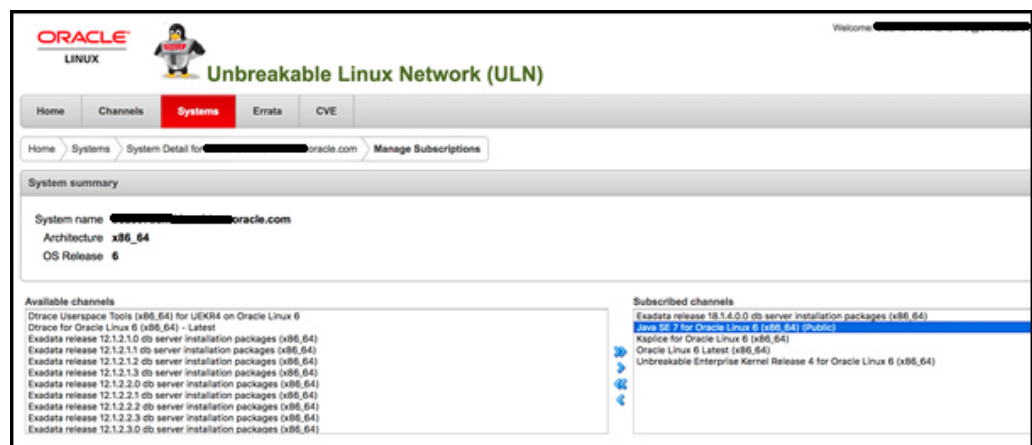 Welcome:
ORACLE
LINUX
Unbreakable Linux Network (ULN)
Home Channels Systems Errata CVE
Home Systems System Detail for oracle.com Manage Subscriptions
System summary
System name oracle.com
Architecture x86_64
OS Release 6
Available channels
Dtrace Userspace Tools (x86_64) for UEKR4 on Oracle Linux 6
Dtrace for Oracle Linux 6 (x86_64) - Latest
Exadata release 12.1.2.1.0 db server installation packages (x86_64)
Exadata release 12.1.2.1.1 db server installation packages (x86_64)
Exadata release 12.1.2.1.2 db server installation packages (x86_64)
Exadata release 12.1.2.1.3 db server installation packages (x86_64)
Exadata release 12.1.2.2.0 db server installation packages (x86_64)
Exadata release 12.1.2.2.1 db server installation packages (x86_64)
Exadata release 12.1.2.2.2 db server installation packages (x86_64)
Exadata release 12.1.2.2.3 db server installation packages (x86_64)
Exadata release 12.1.2.3.0 db server installation packages (x86_64)
Subscribed channels
Exadata release 18.1.4.0.0 db server installation packages (x86_64)
Java SE 7 for Oracle Linux 6 (x86_64) (Public)
Ksplice for Oracle Linux 6 (x86_64)
Oracle Linux 6 Latest (x86_64)
Unbreakable Enterprise Kernel Release 4 for Oracle Linux 6 (x86_64)